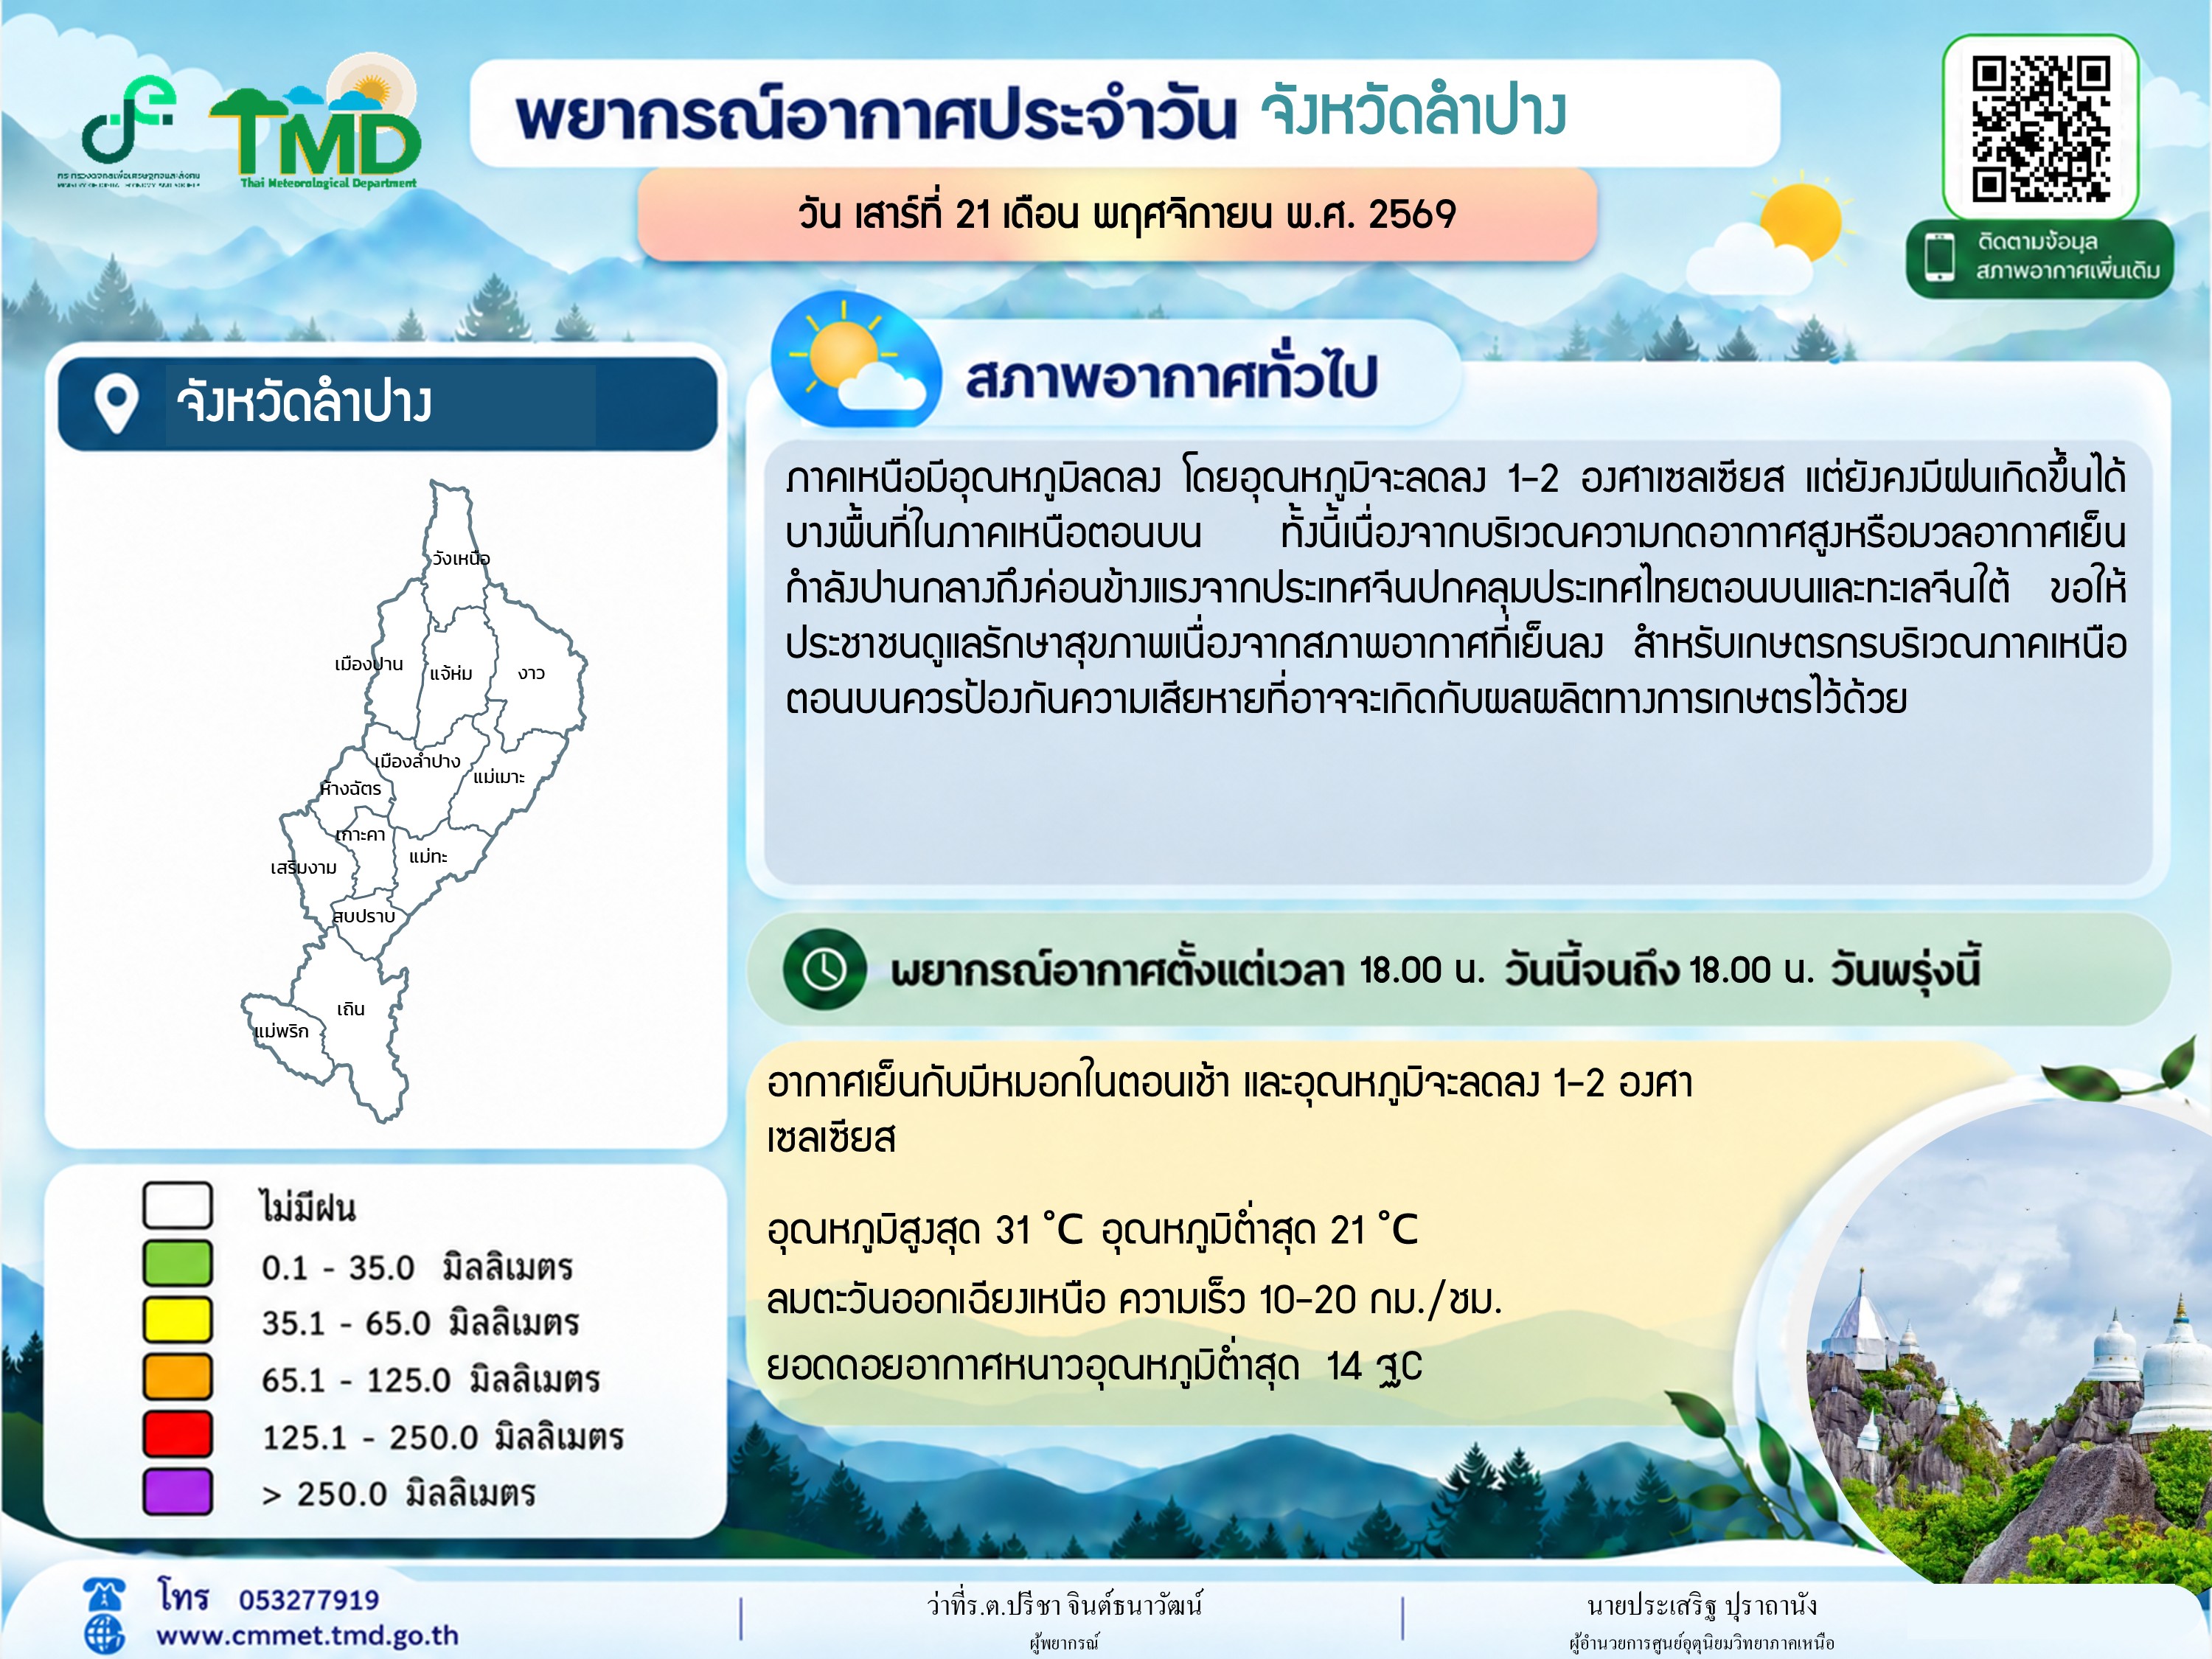 TMD
Thai Meteorological Department
พยากรณ์อากาศประจำวัน จังหวัดลำปาง
วัน เสาร์ที่ 21 เดือน พฤศจิกายน พ.ศ. 2569
ติดตามข้อมูล
สภาพอากาศเพิ่มเติม
จังหวัดลำปาง
วังเหนือ
เมืองปาน
แจ้ห่ม
งาว
เมืองลำปาง
แม่เมาะ
ห้างฉัตร
เกาะคา
แม่ทะ
เสริมงาม
สบปราบ
เถิน
แม่พริก
ไม่มีฝน
0.1 - 35.0 มิลลิเมตร
35.1 - 65.0 มิลลิเมตร
65.1 - 125.0 มิลลิเมตร
125.1 - 250.0 มิลลิเมตร
> 250.0 มิลลิเมตร
สภาพอากาศทั่วไป
ภาคเหนือมีอุณหภูมิลดลง โดยอุณหภูมิจะลดลง 1-2 องศาเซลเซียส แต่ยังคงมีฝนเกิดขึ้นได้
บางพื้นที่ในภาคเหนือตอนบน ทั้งนี้เนื่องจากบริเวณความกดอากาศสูงหรือมวลอากาศเย็น
กำลังปานกลางถึงค่อนข้างแรงจากประเทศจีนปกคลุมประเทศไทยตอนบนและทะเลจีนใต้ ขอให้
ประชาชนดูแลรักษาสุขภาพเนื่องจากสภาพอากาศที่เย็นลง สำหรับเกษตรกรบริเวณภาคเหนือ
ตอนบนควรป้องกันความเสียหายที่อาจจะเกิดกับผลผลิตทางการเกษตรไว้ด้วย
พยากรณ์อากาศตั้งแต่เวลา 18.00 น. วันนี้จนถึง 18.00 น. วันพรุ่งนี้
อากาศเย็นกับมีหมอกในตอนเช้า และอุณหภูมิจะลดลง 1-2 องศา
เซลเซียส
อุณหภูมิสูงสุด 31 °C อุณหภูมิต่ำสุด 21 °C
ลมตะวันออกเฉียงเหนือ ความเร็ว 10-20 กม./ชม.
ยอดดอยอากาศหนาวอุณหภูมิต่ำสุด 14 ฐC
โทร 053277919
www.cmmet.tmd.go.th
ว่าที่ร.ต.ปรีชา จินต์ธนาวัฒน์
ผู้พยากรณ์
นายประเสริฐ ปุราถานัง
ผู้อำนวยการศูนย์อุตุนิยมวิทยาภาคเหนือ